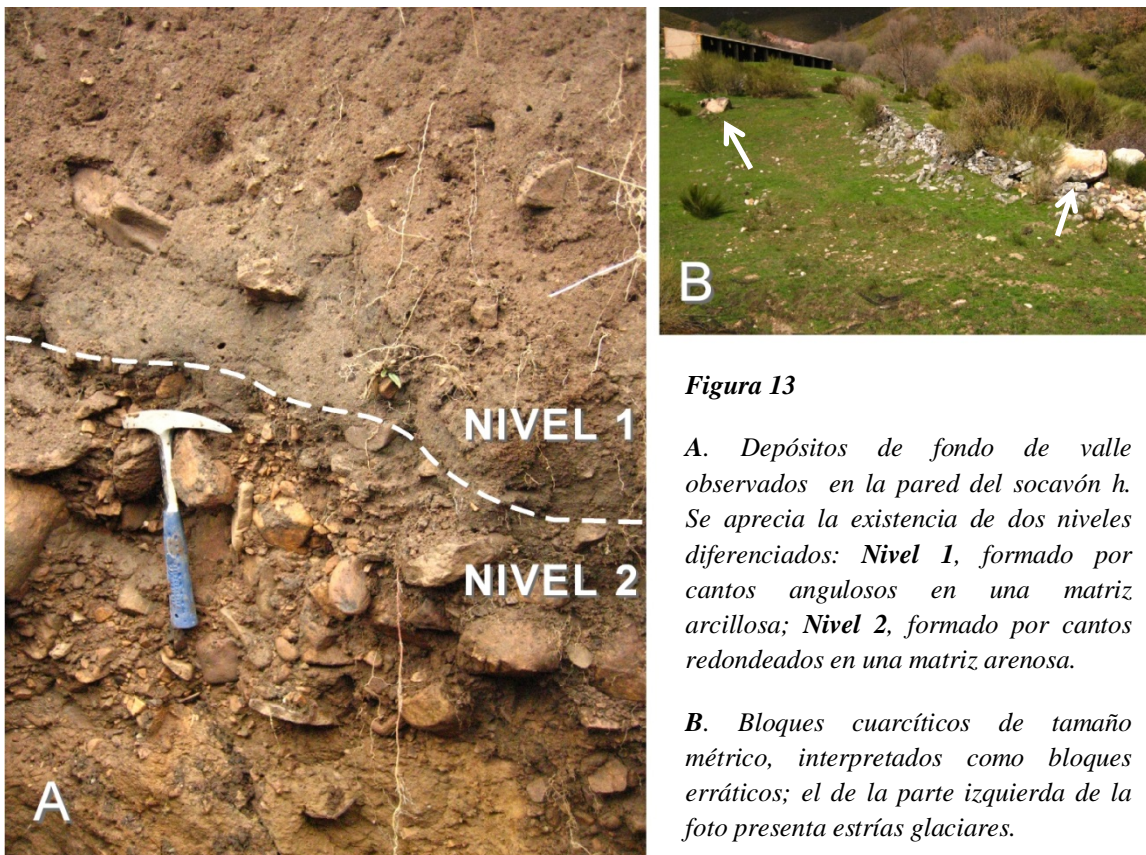 NIVEL 1
NIVEL 2
A
B
Figura 13
A. Depósitos de fondo de valle
observados en la pared del socavón h.
Se aprecia la existencia de dos niveles
diferenciados: Nivel 1, formado por
cantos angulosos en una matriz
arcillosa; Nivel 2, formado por cantos
redondeados en una matriz arenosa.
B. Bloques cuarcíticos de tamaño
métrico, interpretados como bloques
erráticos; el de la parte izquierda de la
foto presenta estrías glaciares.